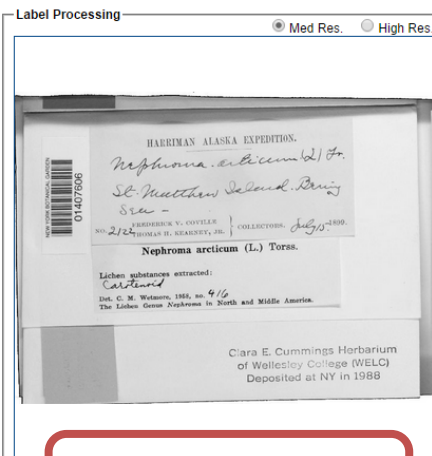 Label Processing
Med Res. High Res.
HARRIMAN ALASKA EXPEDITION.
Nephroma arcticum (L) Fr.
St. Matthew Island. Bering
Sea –
NO. 2122 FREDERICK V. COVILLE
THOMAS H. KEARNEY, JR. } COLLECTORS. July 15 1899.
NEW YORK BOTANICAL GARDEN
01407606
Nephroma arcticum (L.) Torss.
Lichen substances extracted:
Carotenoid
Det. C. M. Wetmore, 1958, no. 416
The Lichen Genus Nephroma in North and Middle America.
Clara E. Cummings Herbarium
of Wellesley College (WELC)
Deposited at NY in 1988